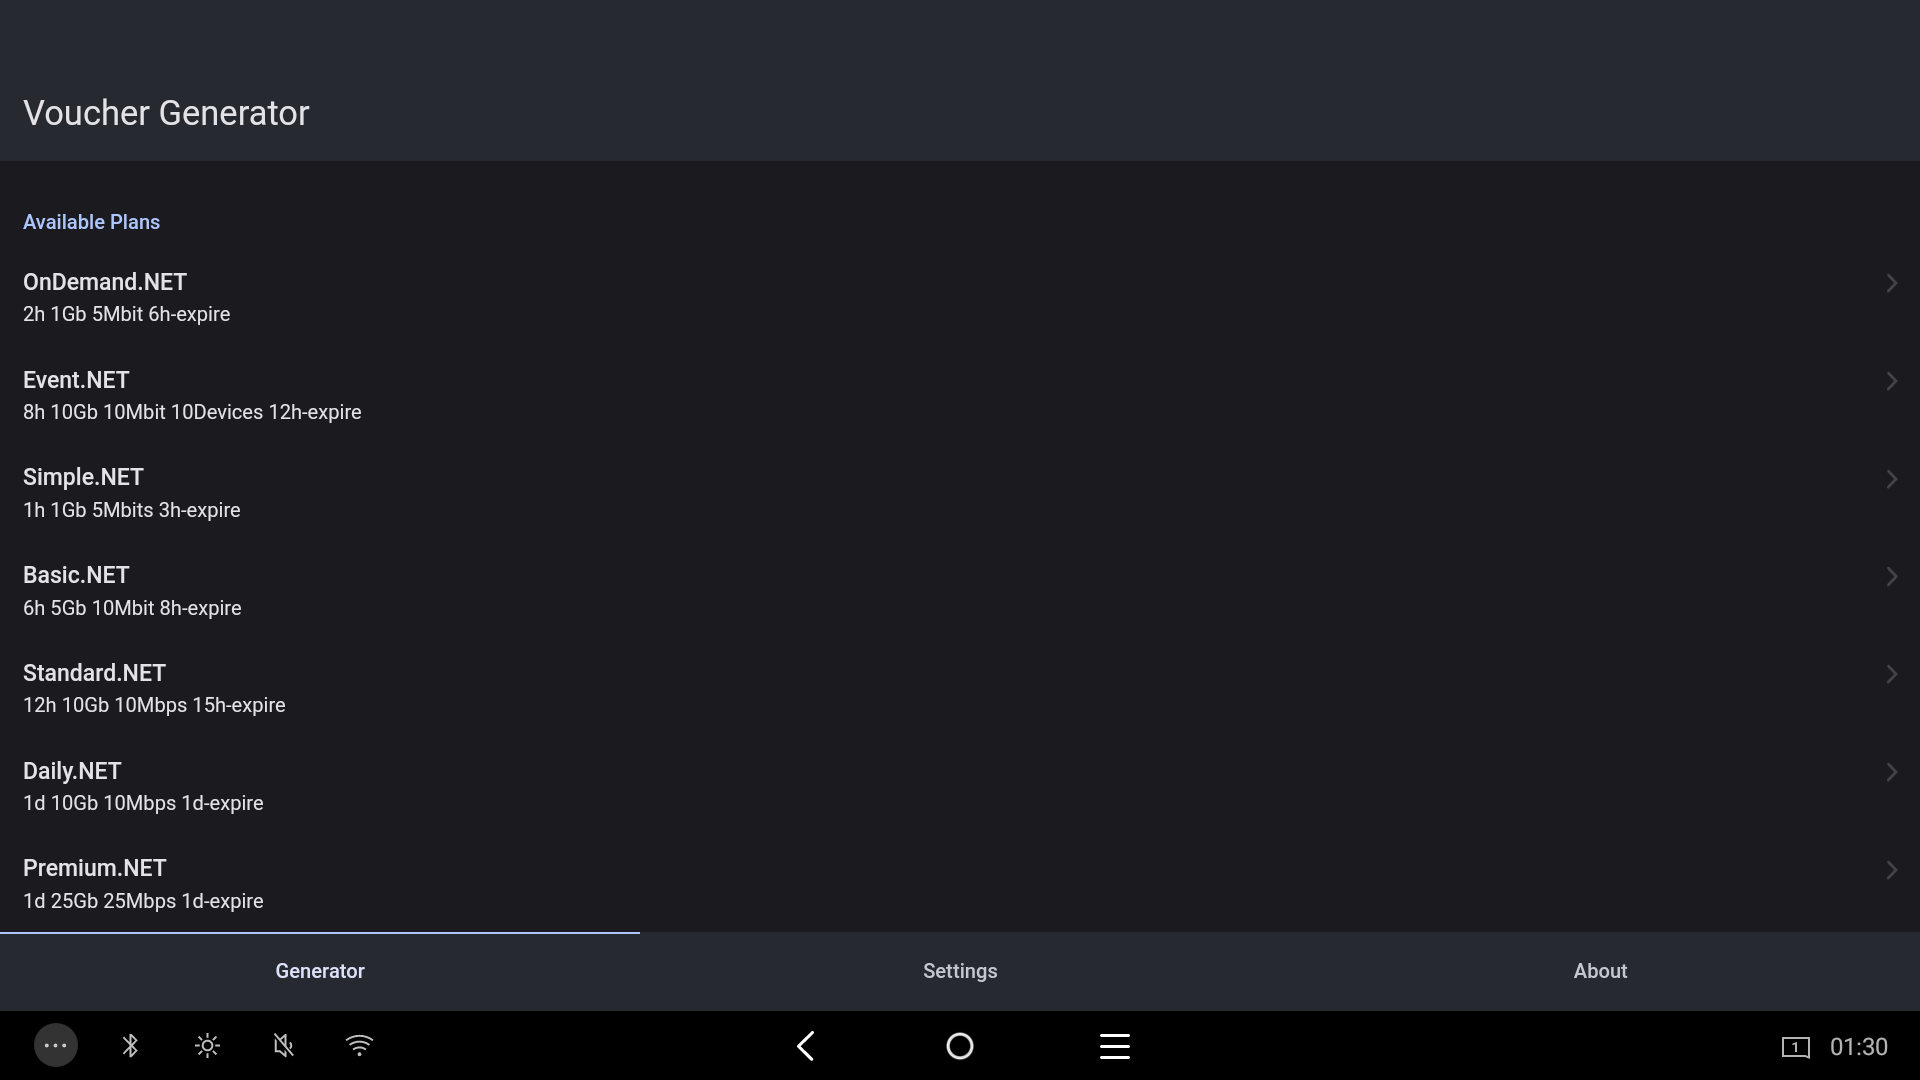 Voucher Generator
Available Plans
OnDemand.NET
2h 1Gb 5Mbit 6h-expire
Event.NET
8h 10Gb 10Mbit 10Devices 12h-expire
Simple.NET
1h 1Gb 5Mbits 3h-expire
Basic.NET
6h 5Gb 10Mbit 8h-expire
Standard.NET
12h 10Gb 10Mbps 15h-expire
Daily.NET
1d 10Gb 10Mbps 1d-expire
Premium.NET
1d 25Gb 25Mbps 1d-expire
Generator Settings About
1 01:30